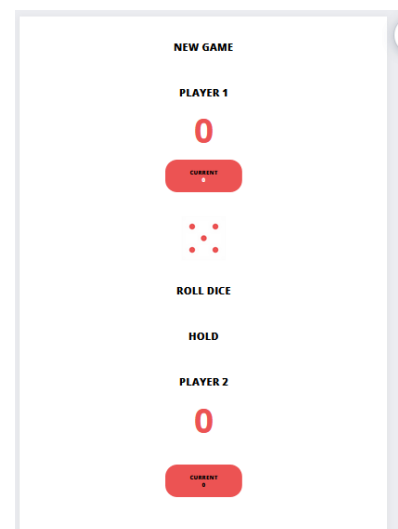 NEW GAME
PLAYER 1
0
CURRENT
0
ROLL DICE
HOLD
PLAYER 2
0
CURRENT
0